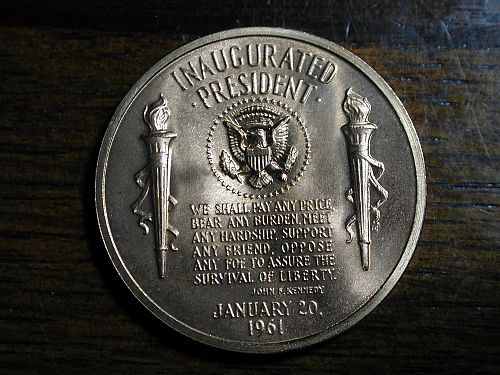 INAUGURATED
· PRESIDENT ·
WE SHALL PAY ANY PRICE,
BEAR ANY BURDEN, MEET
ANY HARDSHIP, SUPPORT
ANY FRIEND, OPPOSE
ANY FOE TO ASSURE THE
SURVIVAL OF LIBERTY.
JOHN F. KENNEDY
JANUARY 20,
1961